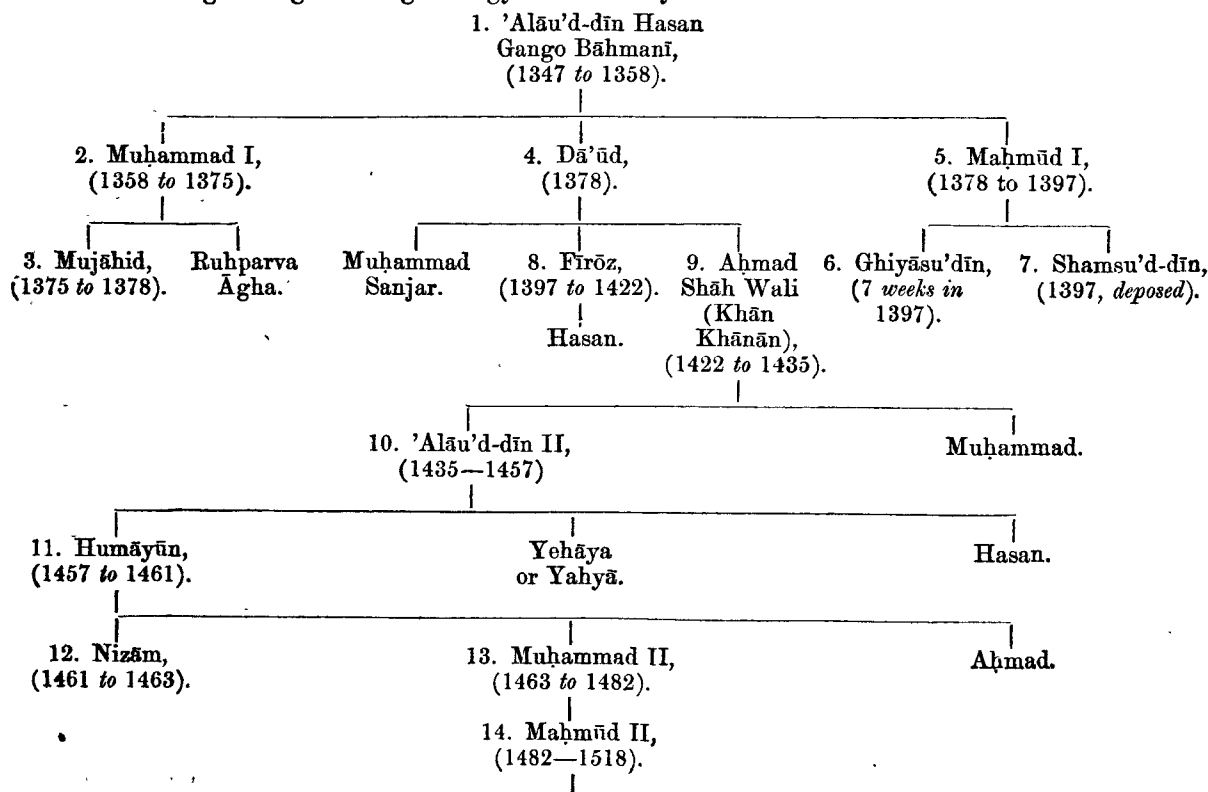 1. ’Alāu’d-dīn Hasan
Gango Bāhmanī,
(1347 to 1358).
2. Muḥammad I,
(1358 to 1375).
4. Dā’ūd,
(1378).
5. Maḥmūd I,
(1378 to 1397).
3. Mujāhid,
(1375 to 1378).
Ruhparva
Āgha.
Muḥammad
Sanjar.
8. Fīrōz,
(1397 to 1422).
Hasan.
9. Aḥmad
Shāh Wali
(Khān
Khānān),
(1422 to 1435).
6. Ghiyāsu’dīn,
(7 weeks in
1397).
7. Shamsu’d-dīn,
(1397, deposed).
10. ’Alāu’d-dīn II,
(1435—1457)
Muḥammad.
11. Humāyūn,
(1457 to 1461).
Yehāya
or Yahyā.
Hasan.
12. Nizām,
(1461 to 1463).
13. Muḥammad II,
(1463 to 1482).
Aḥmad.
14. Maḥmūd II,
(1482—1518).